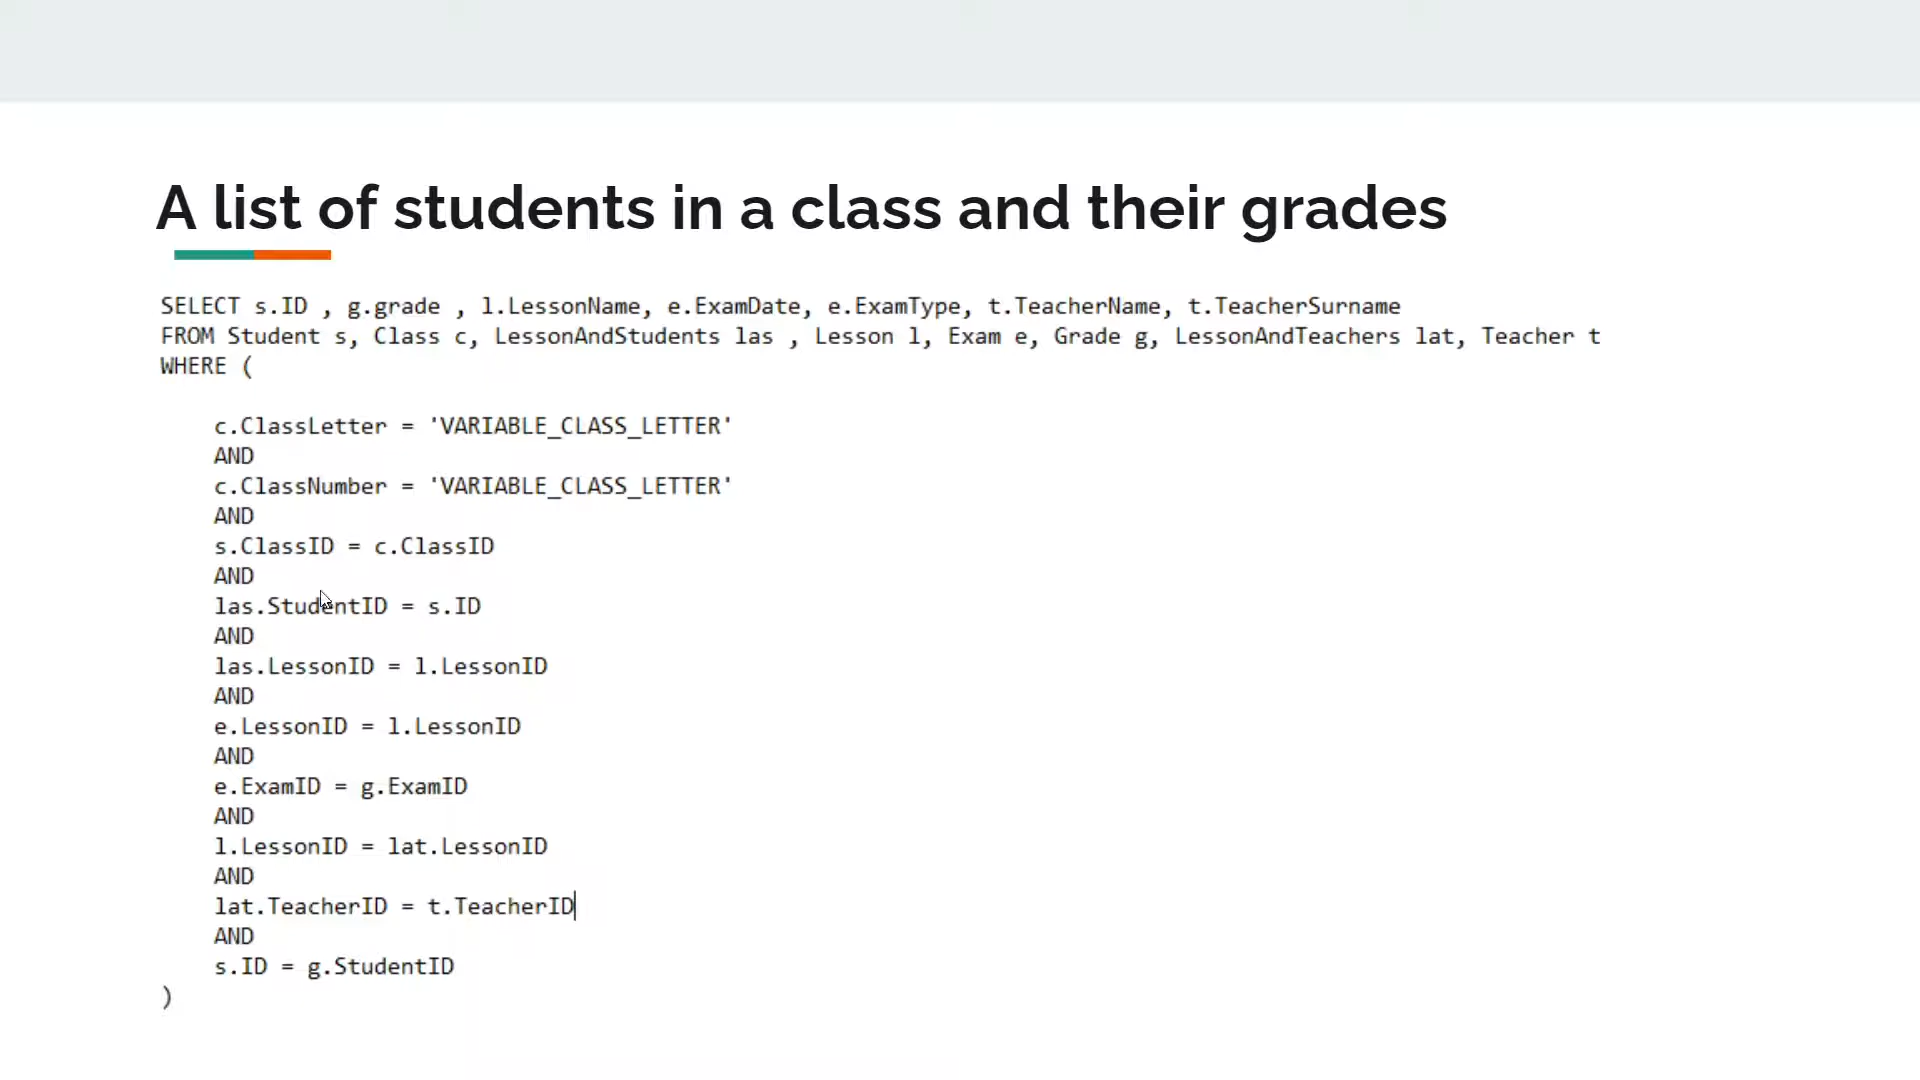 A list of students in a class and their grades
SELECT s.ID , g.grade , l.LessonName, e.ExamDate, e.ExamType, t.TeacherName, t.TeacherSurname
FROM Student s, Class c, LessonAndStudents las , Lesson l, Exam e, Grade g, LessonAndTeachers lat, Teacher t
WHERE (
c.ClassLetter = 'VARIABLE_CLASS_LETTER'
AND
c.ClassNumber = 'VARIABLE_CLASS_LETTER'
AND
s.ClassID = c.ClassID
AND
las.StudentID = s.ID
AND
las.LessonID = l.LessonID
AND
e.LessonID = l.LessonID
AND
e.ExamID = g.ExamID
AND
l.LessonID = lat.LessonID
AND
lat.TeacherID = t.TeacherID
AND
s.ID = g.StudentID
)